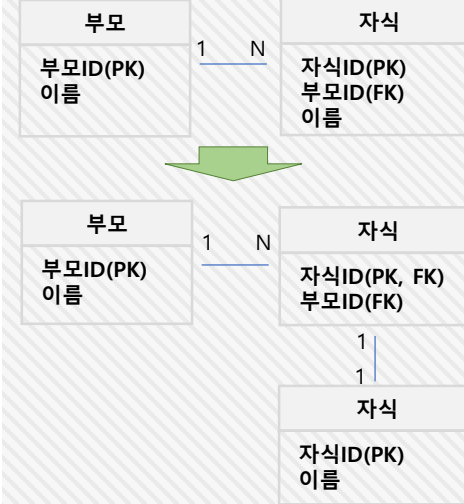 부모
부모ID(PK)
이름
1 N
자식
자식ID(PK)
부모ID(FK)
이름
부모
부모ID(PK)
이름
1 N
자식
자식ID(PK, FK)
부모ID(FK)
1
1
자식
자식ID(PK)
이름